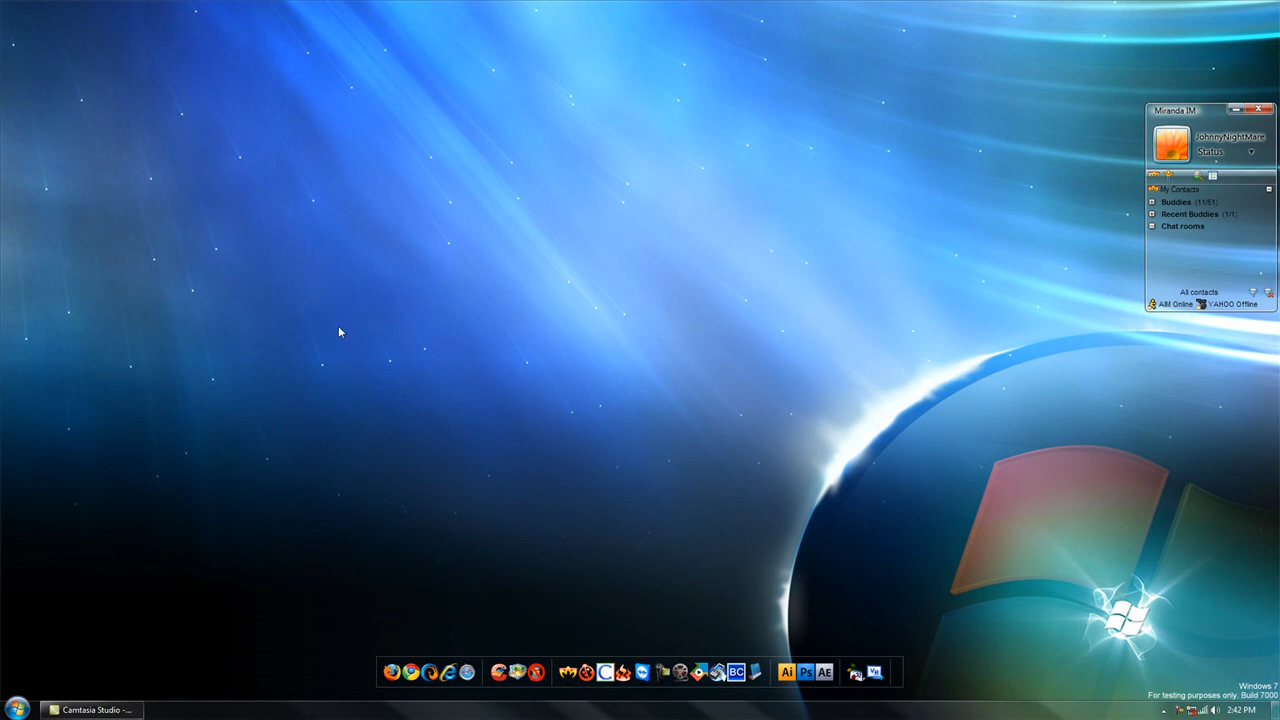 Miranda IM
JohnnyNightMare
Status
My Contacts
Buddies (11/51)
Recent Buddies (1/1)
Chat rooms
All contacts
AIM Online YAHOO Offline
C BC Ai Ps AE VB
Windows 7
For testing purposes only. Build 7000
Camtasia Studio -...
2:42 PM